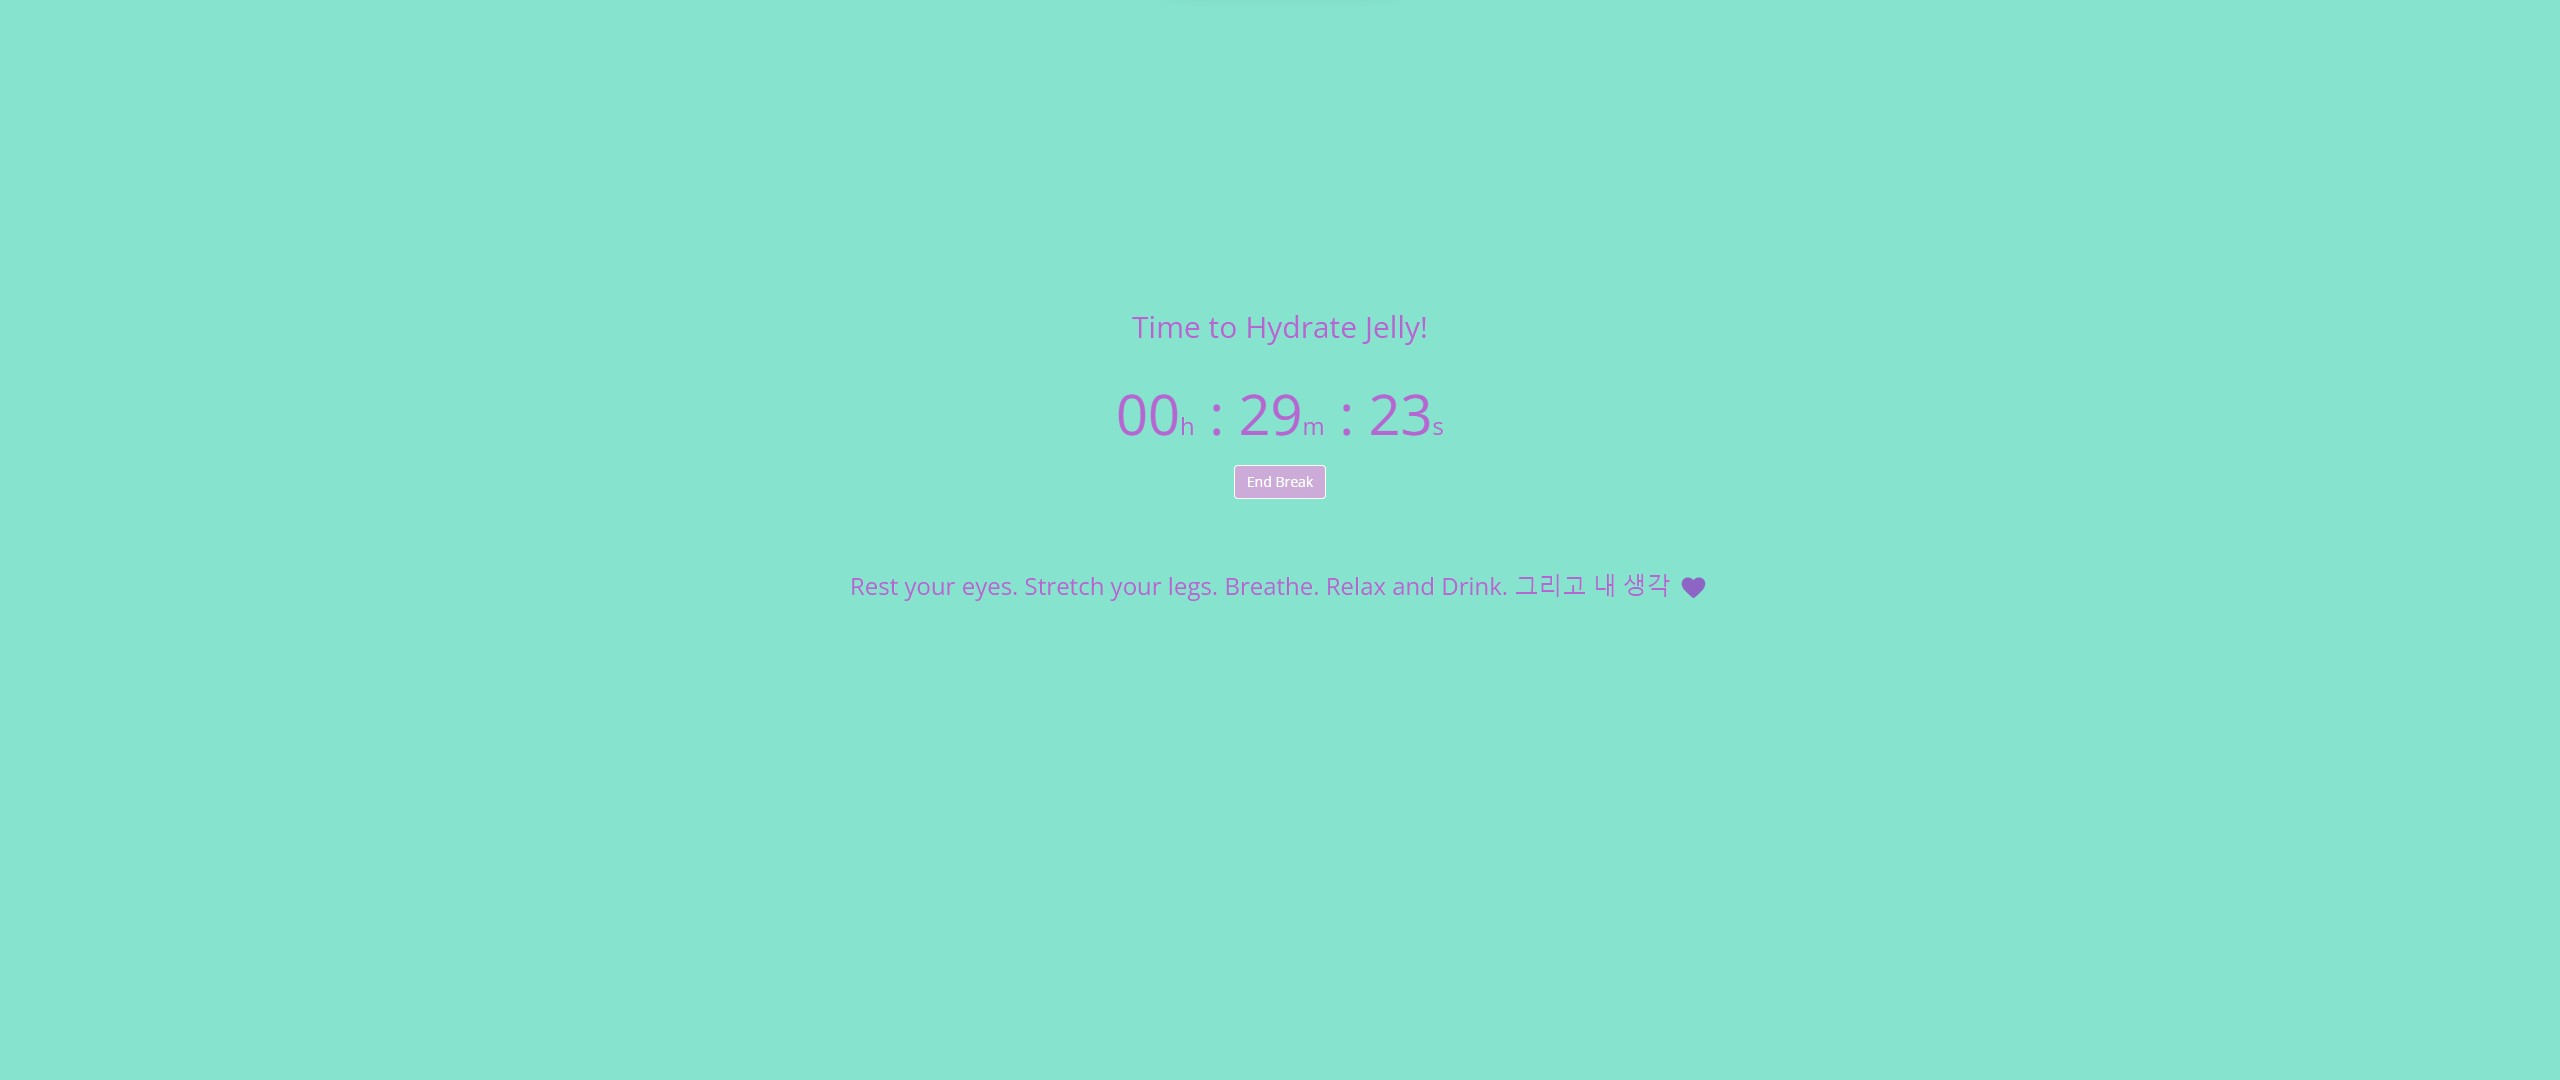 Time to Hydrate Jelly!
00h : 29m : 23s
End Break
Rest your eyes. Stretch your legs. Breathe. Relax and Drink. 그리고 내 생각 💜